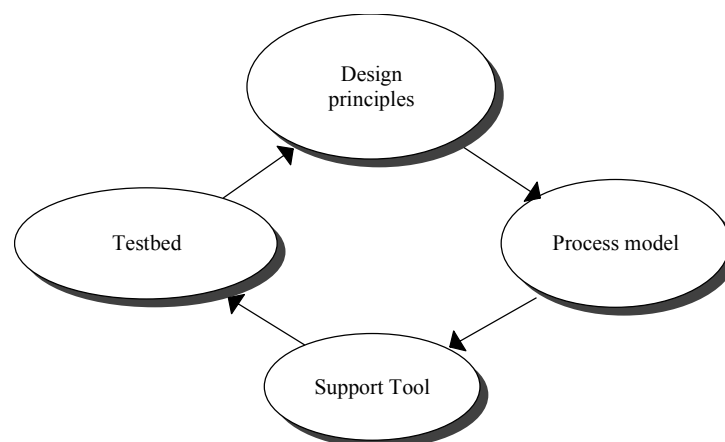 Design
principles
Testbed
Process model
Support Tool